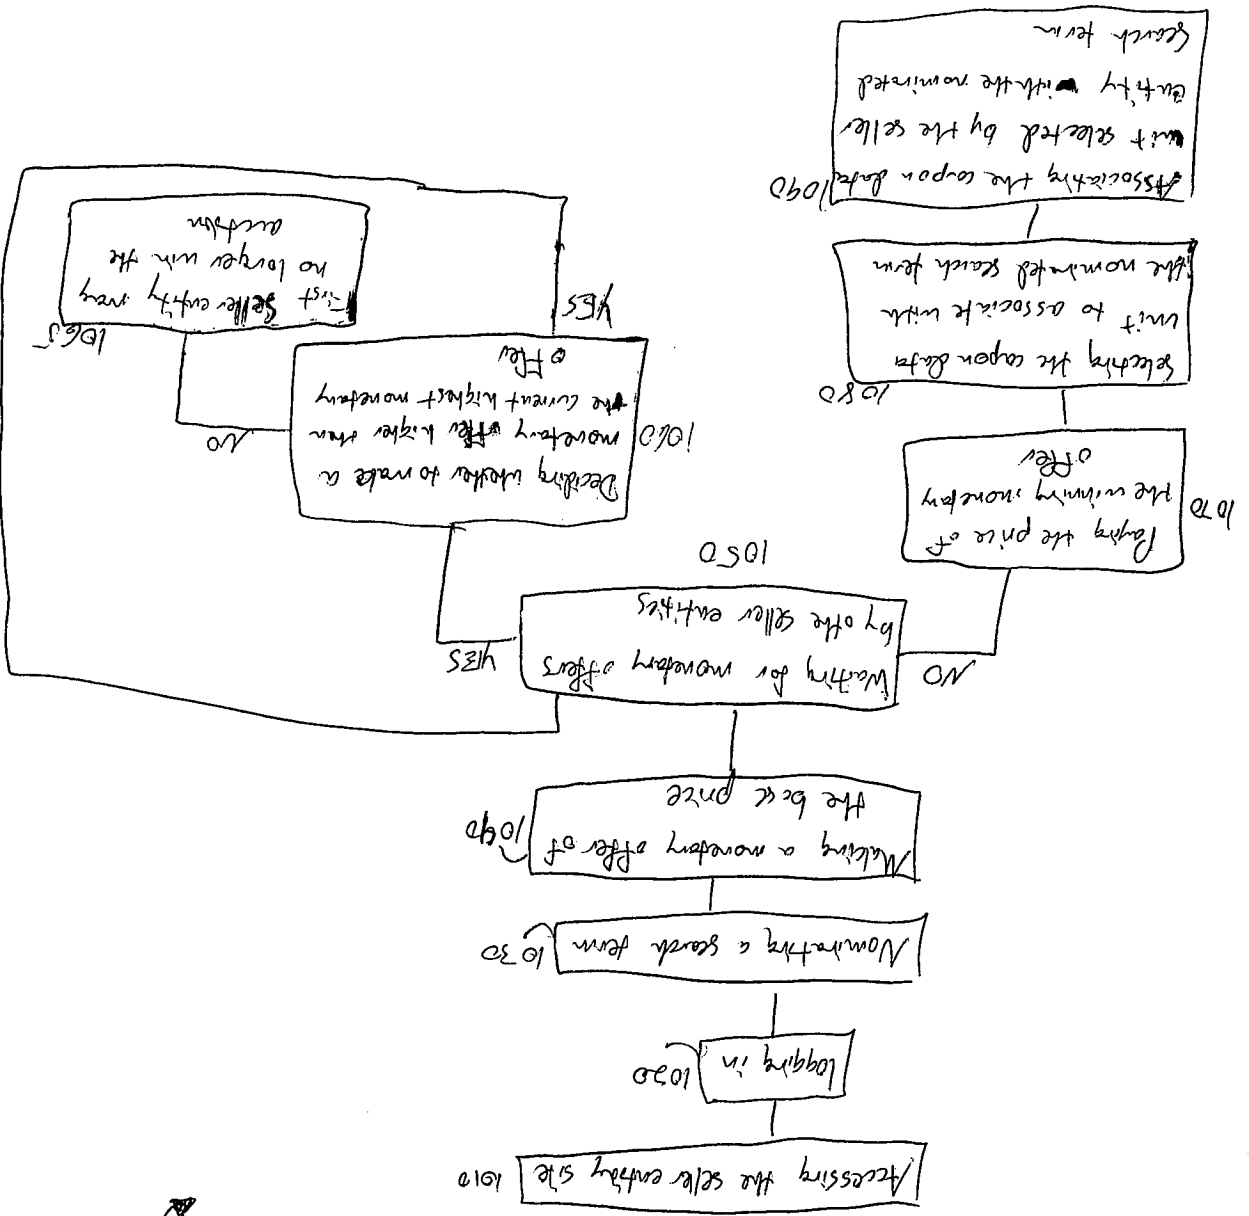 Accessing the seller entity site
1010
Logging in
1020
Nominating a search term
1030
Making a monetary offer of
the base price
1040
Waiting for monetary offers
by othe seller entities
1050
NO
YES
Paying the price of
the winning monetary
offer
1070
Deciding whether to make a
monetary offer higher than
the current highest monetary
offer
1060
NO
YES
First seller entity may
no longer win the
auction
1065
Selecting the coupon data
unit to associate with
the nominated search term
1080
Associating the coupon data
unit selected by the seller
entity with the nominated
Search term
1090